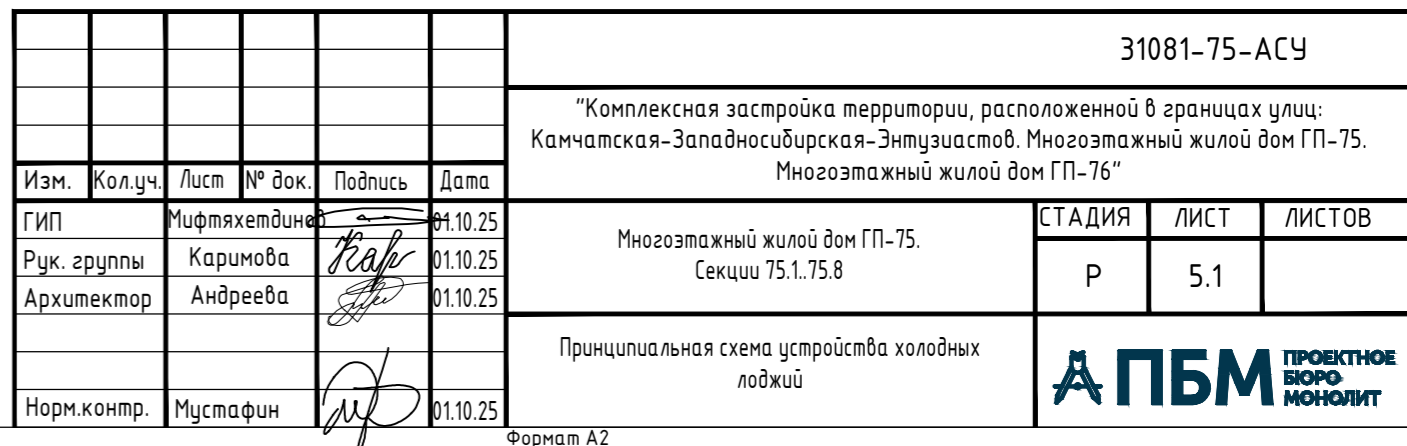 31081-75-АСУ
"Комплексная застройка территории, расположенной в границах улиц:
Камчатская-Западносибирская-Энтузиастов. Многоэтажный жилой дом ГП-75.
Многоэтажный жилой дом ГП-76"
Изм. Кол.уч. Лист № док. Подпись Дата
ГИП Мифтяхетдинов 01.10.25
Рук. группы Каримова 01.10.25
Архитектор Андреева 01.10.25
Норм.контр. Мустафин 01.10.25
Многоэтажный жилой дом ГП-75.
Секции 75.1..75.8
СТАДИЯ ЛИСТ ЛИСТОВ
Р 5.1
Принципиальная схема устройства холодных
лоджий
ПБМ
ПРОЕКТНОЕ
БЮРО
МОНОЛИТ
Формат А2